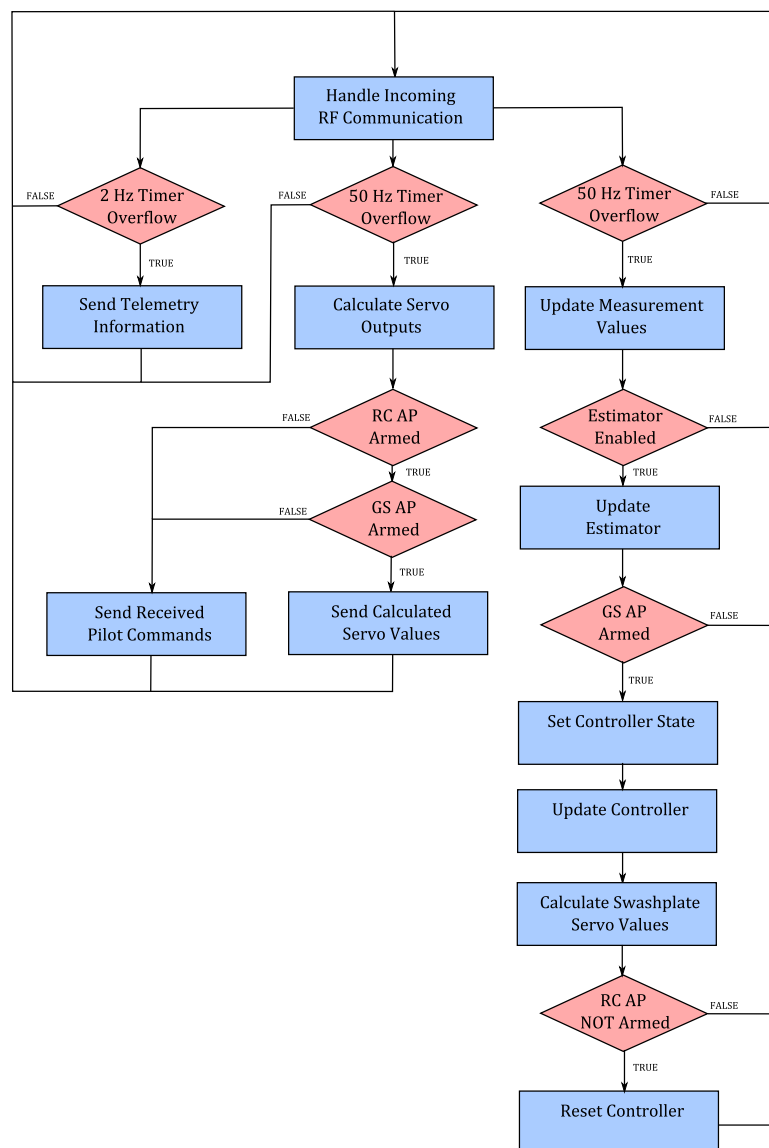 Handle Incoming
RF Communication
2 Hz Timer
Overflow
FALSE
TRUE
Send Telemetry
Information
50 Hz Timer
Overflow
FALSE
TRUE
Calculate Servo
Outputs
RC AP
Armed
FALSE
TRUE
GS AP
Armed
FALSE
TRUE
Send Received
Pilot Commands
Send Calculated
Servo Values
50 Hz Timer
Overflow
FALSE
TRUE
Update Measurement
Values
Estimator
Enabled
FALSE
TRUE
Update
Estimator
GS AP
Armed
FALSE
TRUE
Set Controller State
Update Controller
Calculate Swashplate
Servo Values
RC AP
NOT Armed
FALSE
TRUE
Reset Controller